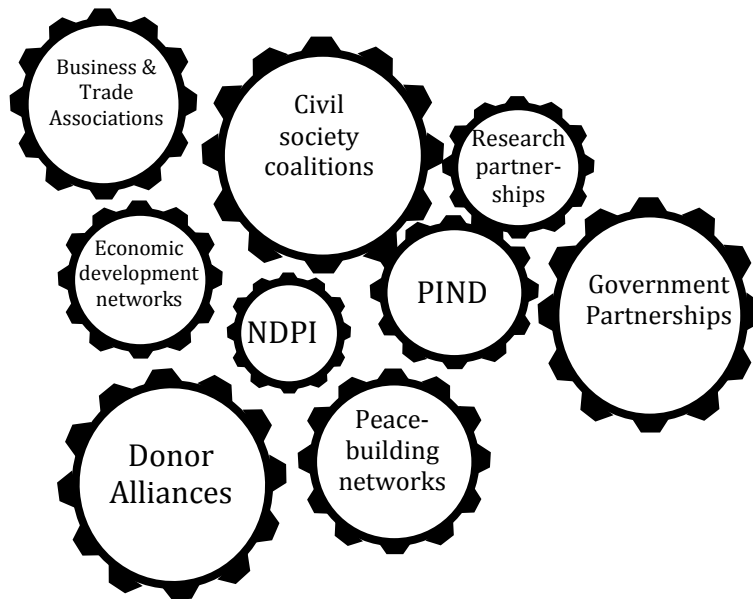 Business &
Trade
Associations
Civil
society
coalitions
Research
partner-
ships
Economic
development
networks
NDPI
PIND
Government
Partnerships
Donor
Alliances
Peace-
building
networks